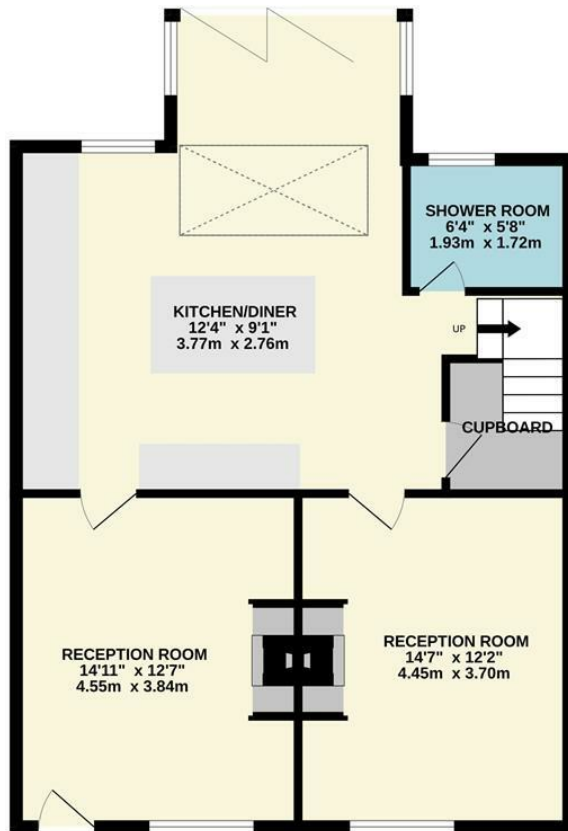 SHOWER ROOM
6'4" x 5'8"
1.93m x 1.72m
KITCHEN/DINER
12'4" x 9'1"
3.77m x 2.76m
UP
CUPBOARD
RECEPTION ROOM
14'11" x 12'7"
4.55m x 3.84m
RECEPTION ROOM
14'7" x 12'2"
4.45m x 3.70m